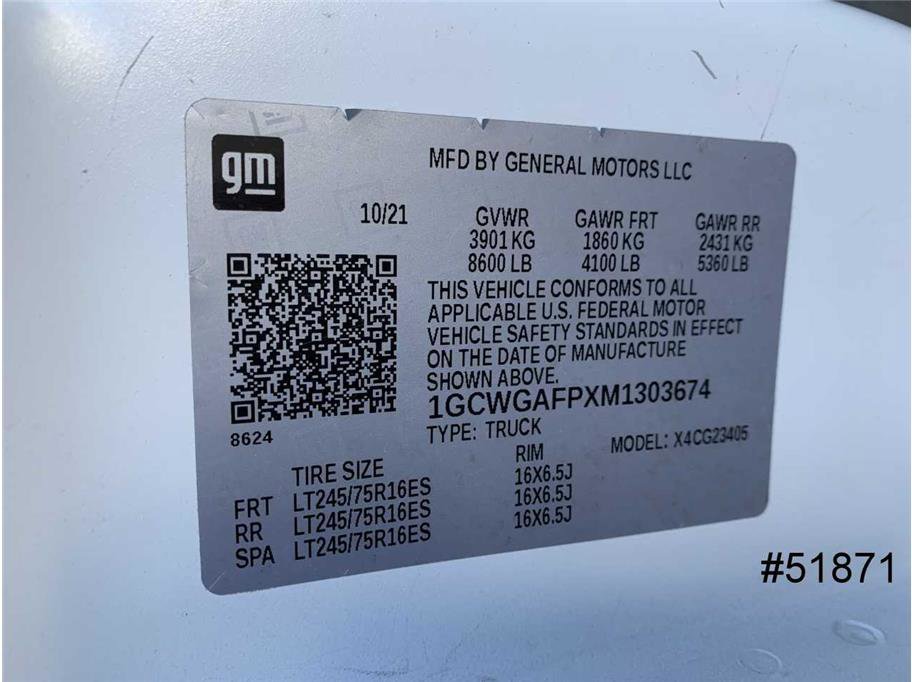 gm
MFD BY GENERAL MOTORS LLC
10/21 GVWR GAWR FRT GAWR RR
3901 KG 1860 KG 2431 KG
8600 LB 4100 LB 5360 LB
THIS VEHICLE CONFORMS TO ALL
APPLICABLE U.S. FEDERAL MOTOR
VEHICLE SAFETY STANDARDS IN EFFECT
ON THE DATE OF MANUFACTURE
SHOWN ABOVE.
1GCWGAFPXM1303674
8624
TYPE: TRUCK MODEL: X4CG23405
TIRE SIZE RIM
FRT LT245/75R16ES 16X6.5J
RR LT245/75R16ES 16X6.5J
SPA LT245/75R16ES 16X6.5J
#51871